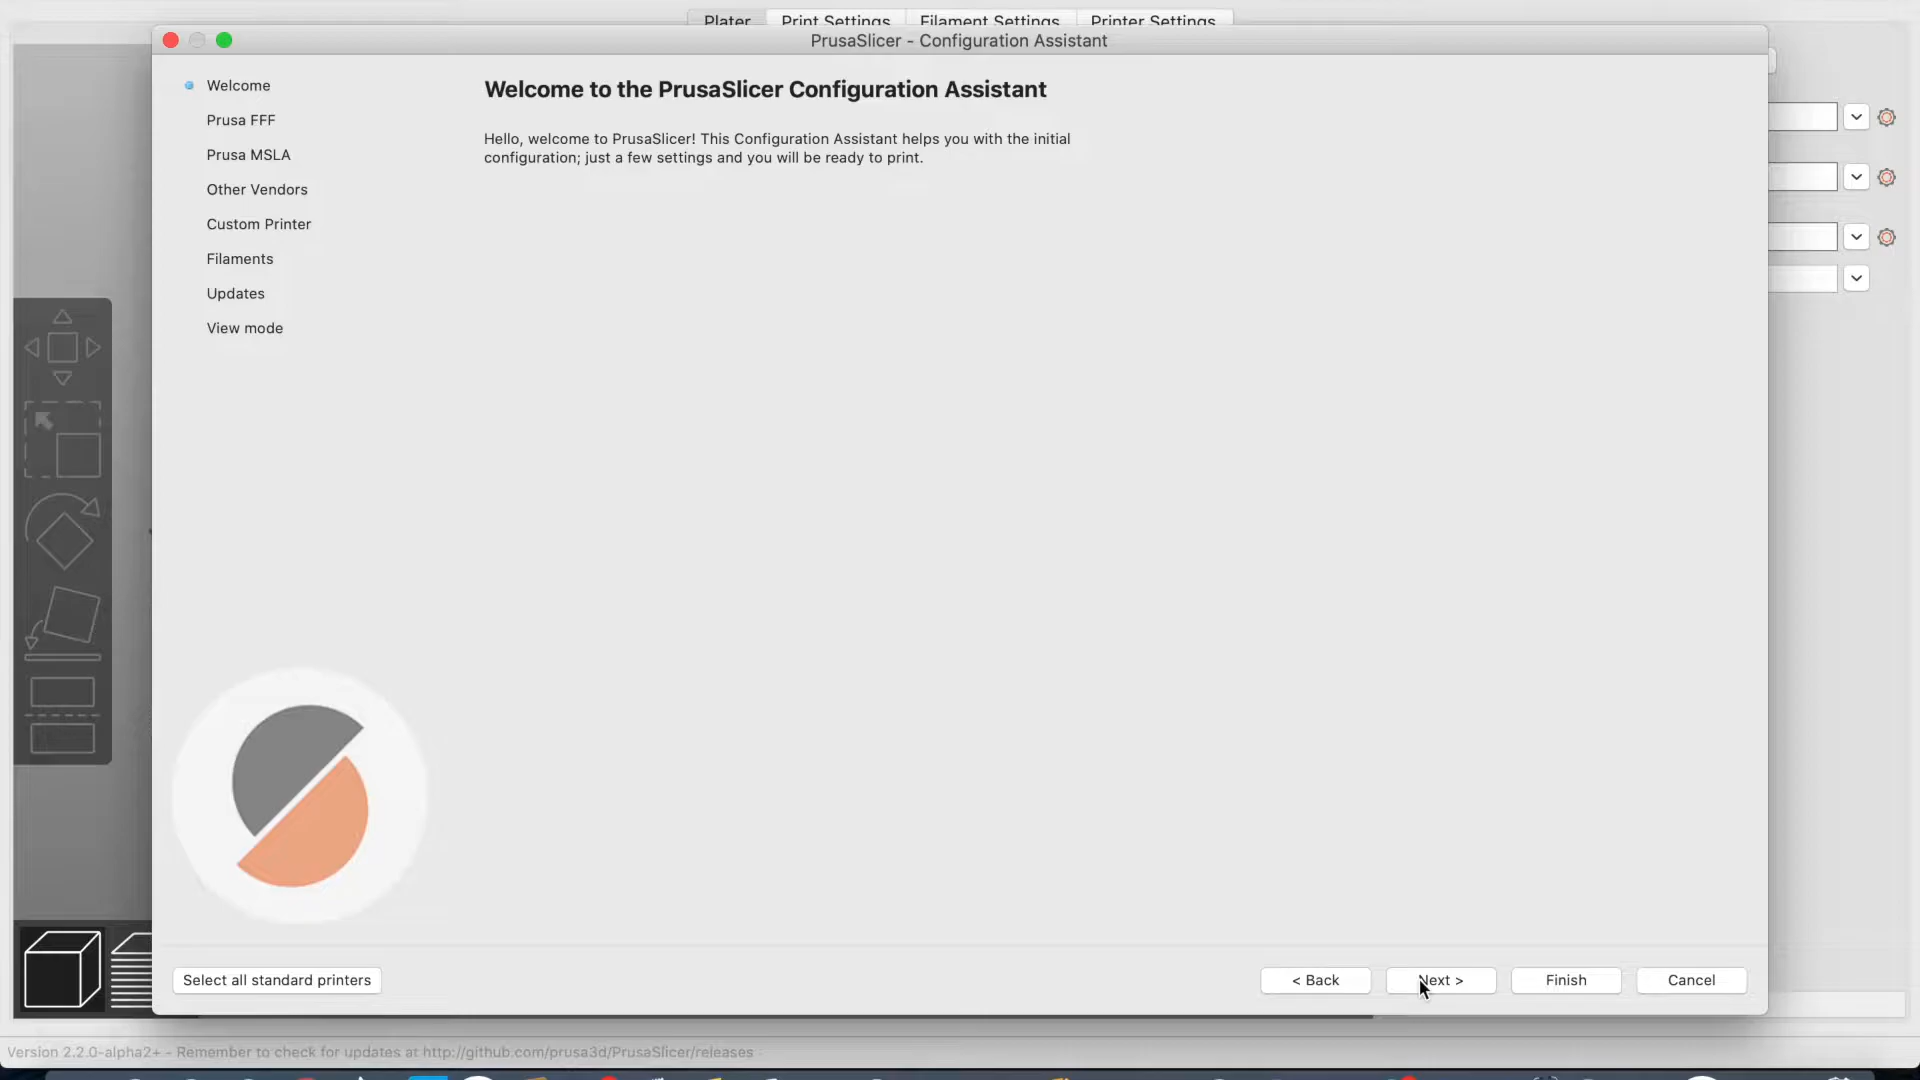 Plater Print Settings Filament Settings Printer Settings
PrusaSlicer - Configuration Assistant
Welcome
Prusa FFF
Prusa MSLA
Other Vendors
Custom Printer
Filaments
Updates
View mode
Welcome to the PrusaSlicer Configuration Assistant
Hello, welcome to PrusaSlicer! This Configuration Assistant helps you with the initial
configuration; just a few settings and you will be ready to print.
Select all standard printers
< Back
Next >
Finish
Cancel
Version 2.2.0-alpha2+ - Remember to check for updates at http://github.com/prusa3d/PrusaSlicer/releases